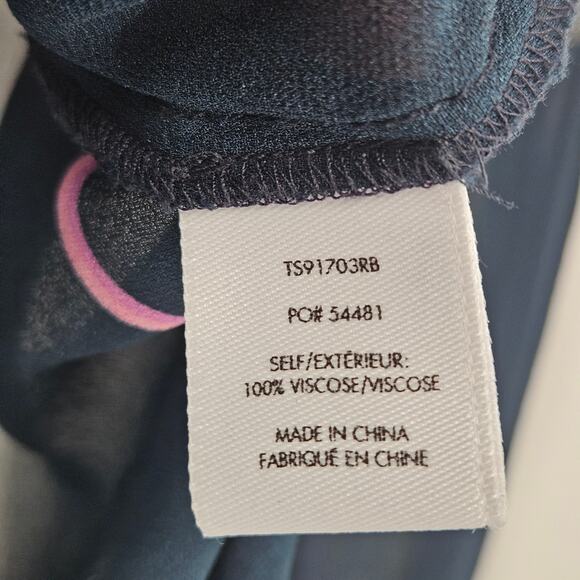 TS91703RB
PO# 54481
SELF/EXTÉRIEUR:
100% VISCOSE/VISCOSE
MADE IN CHINA
FABRIQUÉ EN CHINE